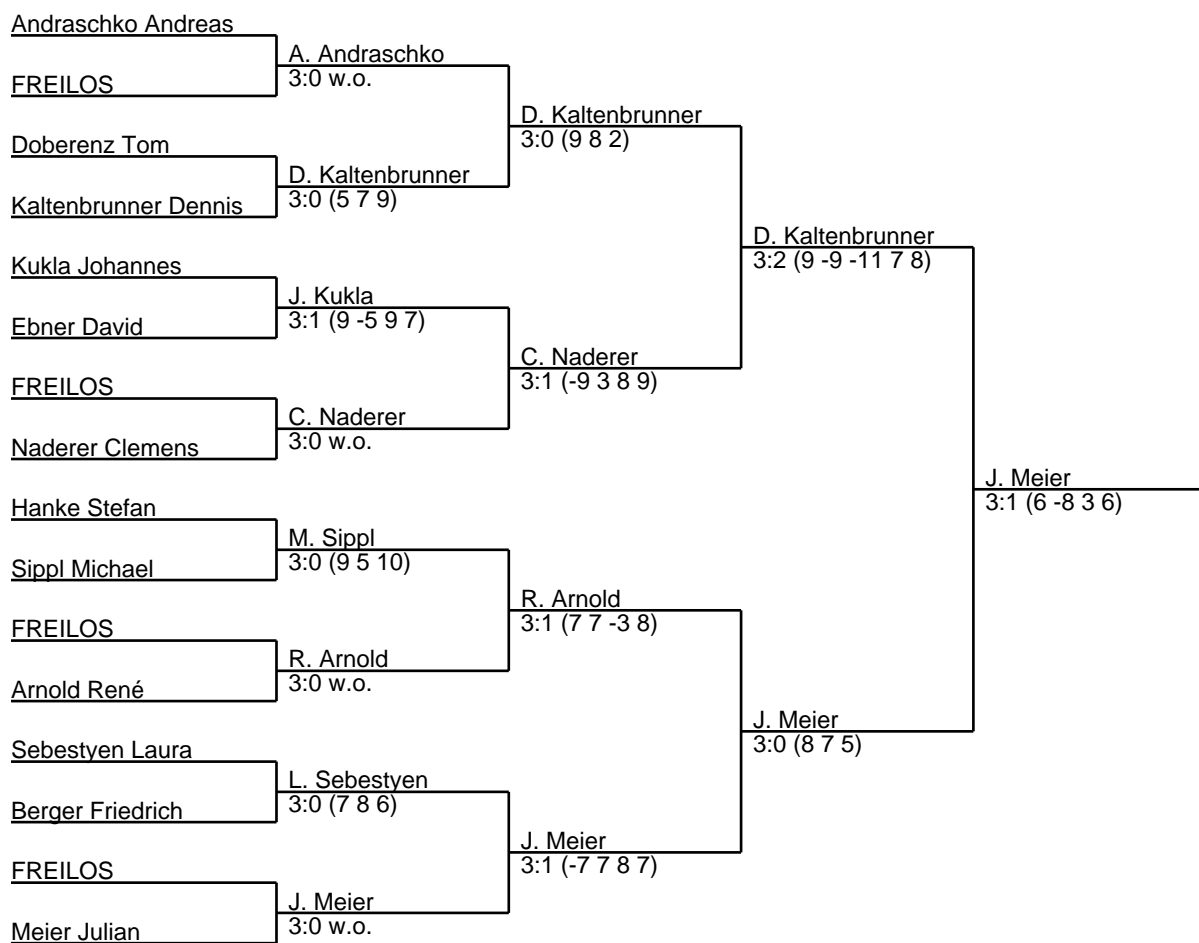 Andraschko Andreas
FREILOS
Doberenz Tom
Kaltenbrunner Dennis
Kukla Johannes
Ebner David
FREILOS
Naderer Clemens
Hanke Stefan
Sippl Michael
FREILOS
Arnold René
Sebestyen Laura
Berger Friedrich
FREILOS
Meier Julian
A. Andraschko
3:0 w.o.
D. Kaltenbrunner
3:0 (5 7 9)
J. Kukla
3:1 (9 -5 9 7)
C. Naderer
3:0 w.o.
M. Sippl
3:0 (9 5 10)
R. Arnold
3:0 w.o.
L. Sebestyen
3:0 (7 8 6)
J. Meier
3:0 w.o.
D. Kaltenbrunner
3:0 (9 8 2)
C. Naderer
3:1 (-9 3 8 9)
R. Arnold
3:1 (7 7 -3 8)
J. Meier
3:1 (-7 7 8 7)
D. Kaltenbrunner
3:2 (9 -9 -11 7 8)
J. Meier
3:0 (8 7 5)
J. Meier
3:1 (6 -8 3 6)